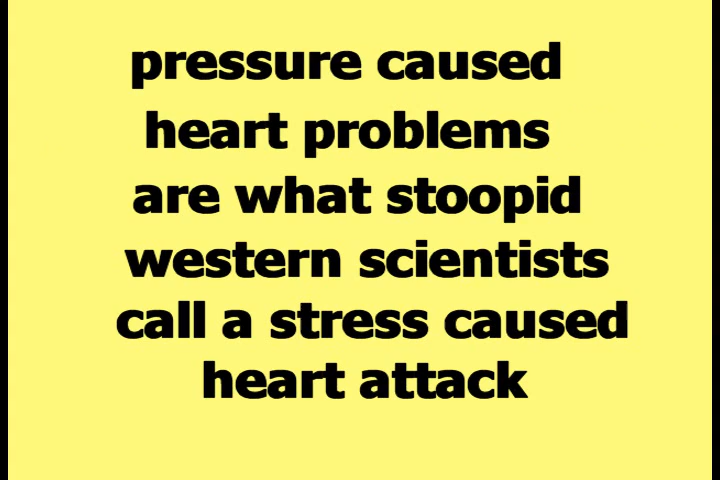 pressure caused
heart problems
are what stoopid
western scientists
call a stress caused
heart attack